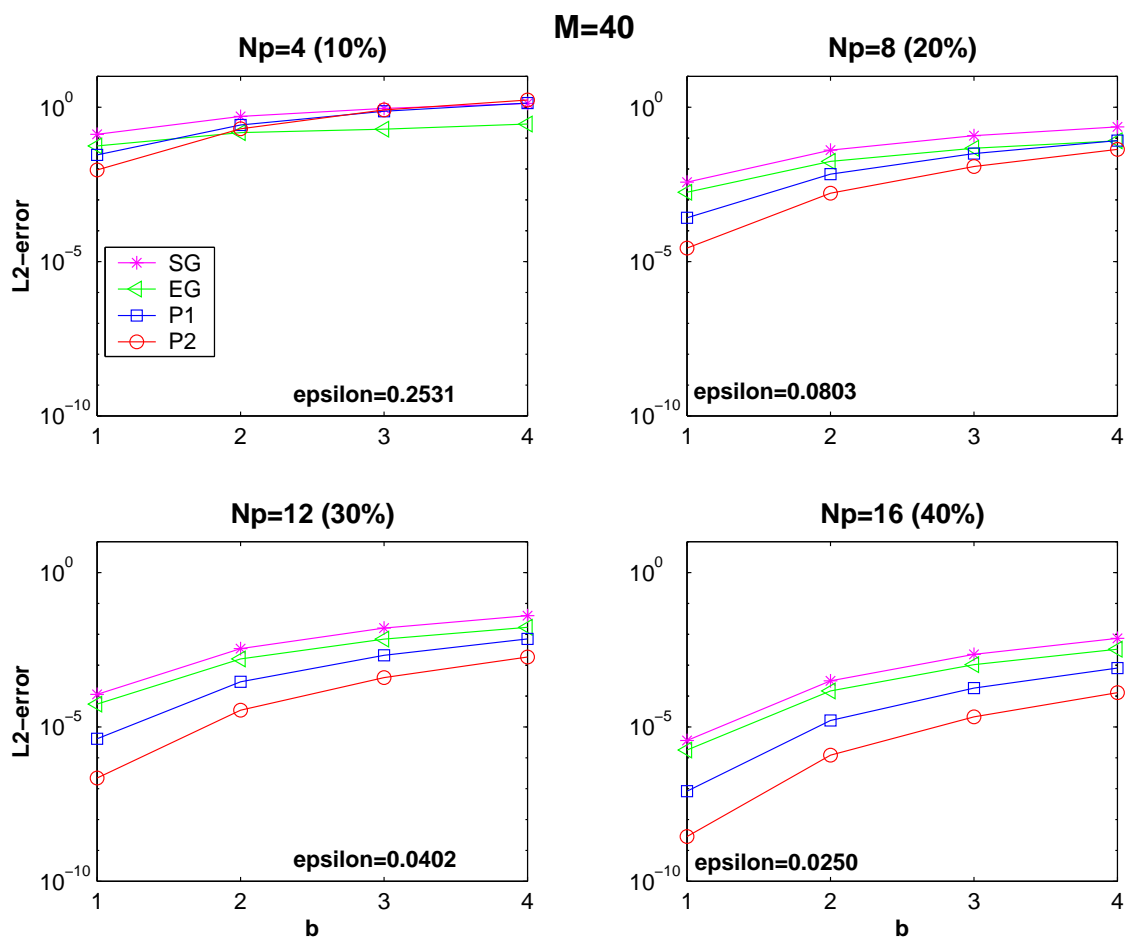 M=40
Np=4 (10%)
10^0
10^−5
10^−10
L2−error
SG
EG
P1
P2
epsilon=0.2531
1 2 3 4
Np=8 (20%)
10^0
10^−5
10^−10
epsilon=0.0803
1 2 3 4
Np=12 (30%)
10^0
10^−5
10^−10
L2−error
epsilon=0.0402
1 2 3 4
b
Np=16 (40%)
10^0
10^−5
10^−10
epsilon=0.0250
1 2 3 4
b